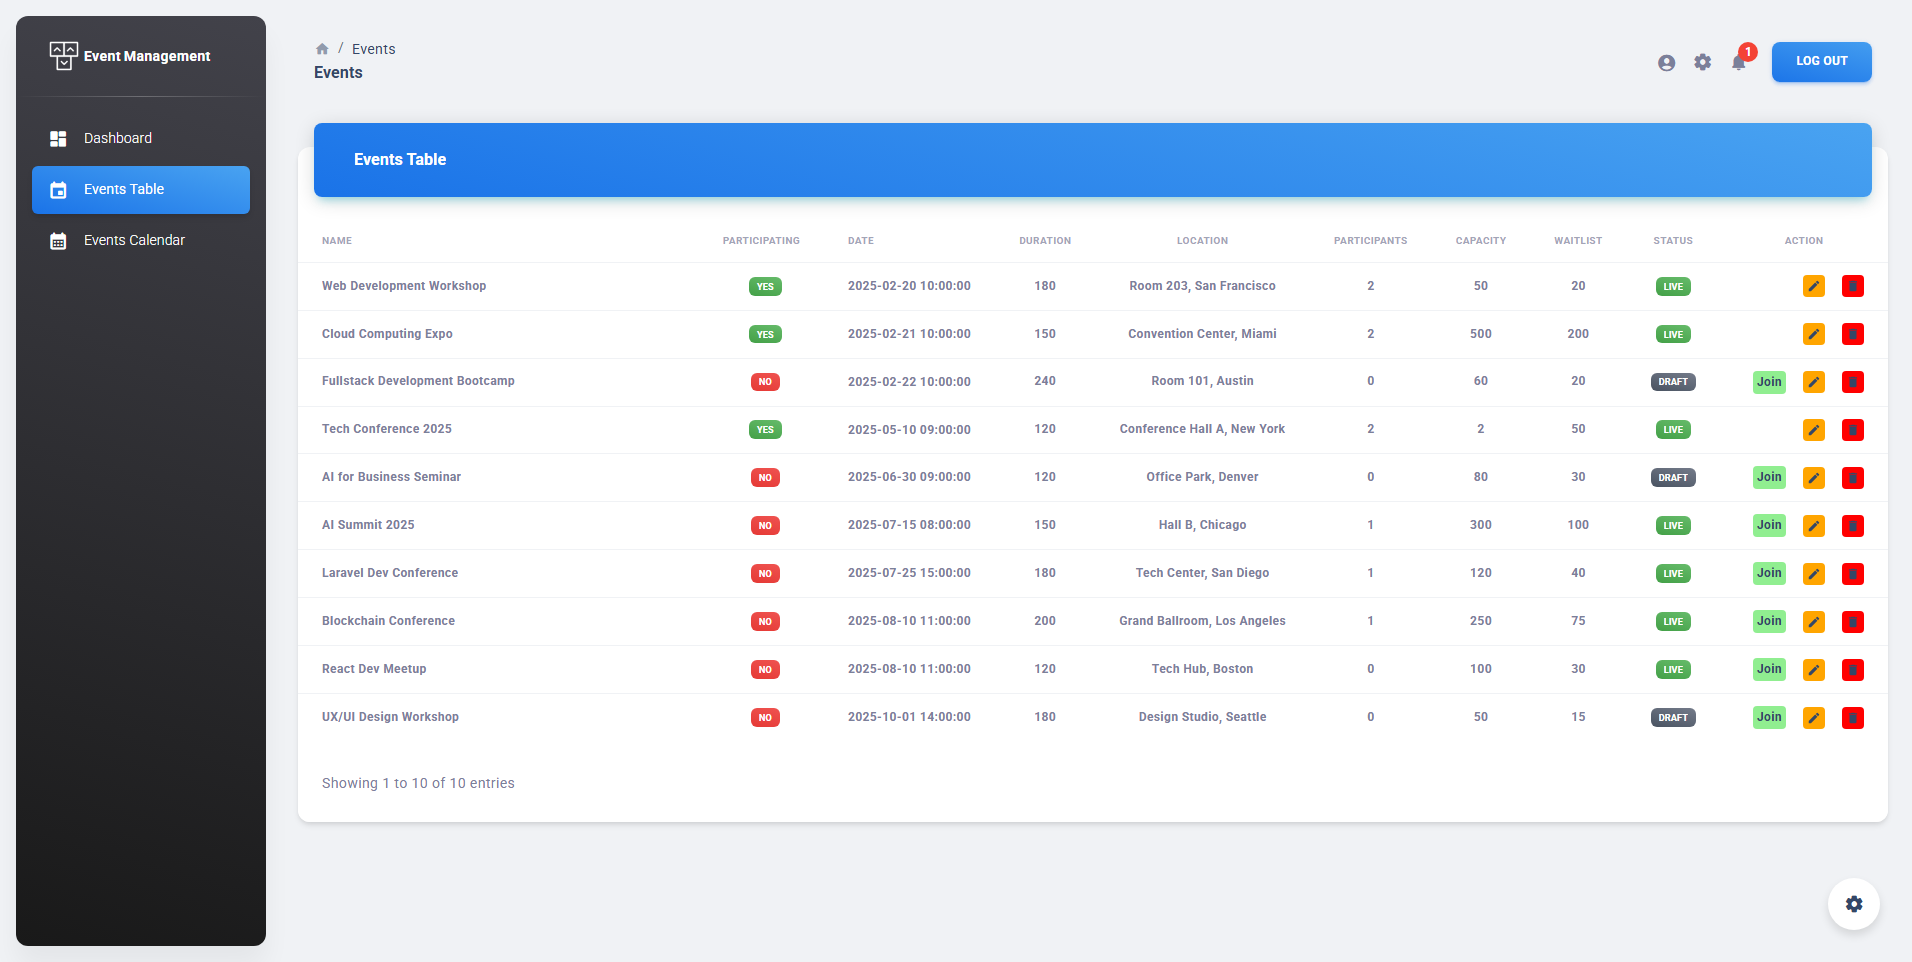 Event Management
Dashboard
Events Table
Events Calendar
/ Events
Events
1
LOG OUT
Events Table
NAME PARTICIPATING DATE DURATION LOCATION PARTICIPANTS CAPACITY WAITLIST STATUS ACTION
Web Development Workshop YES 2025-02-20 10:00:00 180 Room 203, San Francisco 2 50 20 LIVE
Cloud Computing Expo YES 2025-02-21 10:00:00 150 Convention Center, Miami 2 500 200 LIVE
Fullstack Development Bootcamp NO 2025-02-22 10:00:00 240 Room 101, Austin 0 60 20 DRAFT Join
Tech Conference 2025 YES 2025-05-10 09:00:00 120 Conference Hall A, New York 2 2 50 LIVE
AI for Business Seminar NO 2025-06-30 09:00:00 120 Office Park, Denver 0 80 30 DRAFT Join
AI Summit 2025 NO 2025-07-15 08:00:00 150 Hall B, Chicago 1 300 100 LIVE Join
Laravel Dev Conference NO 2025-07-25 15:00:00 180 Tech Center, San Diego 1 120 40 LIVE Join
Blockchain Conference NO 2025-08-10 11:00:00 200 Grand Ballroom, Los Angeles 1 250 75 LIVE Join
React Dev Meetup NO 2025-08-10 11:00:00 120 Tech Hub, Boston 0 100 30 LIVE Join
UX/UI Design Workshop NO 2025-10-01 14:00:00 180 Design Studio, Seattle 0 50 15 DRAFT Join
Showing 1 to 10 of 10 entries